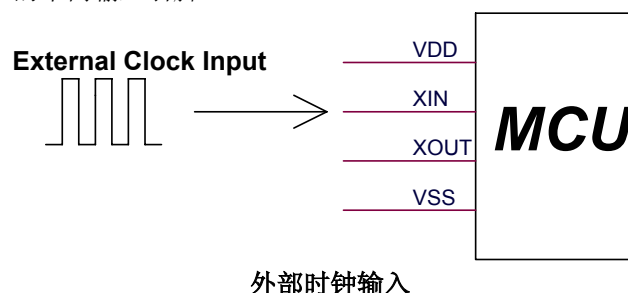 External Clock Input
VDD
XIN
XOUT
VSS
MCU
外部时钟输入